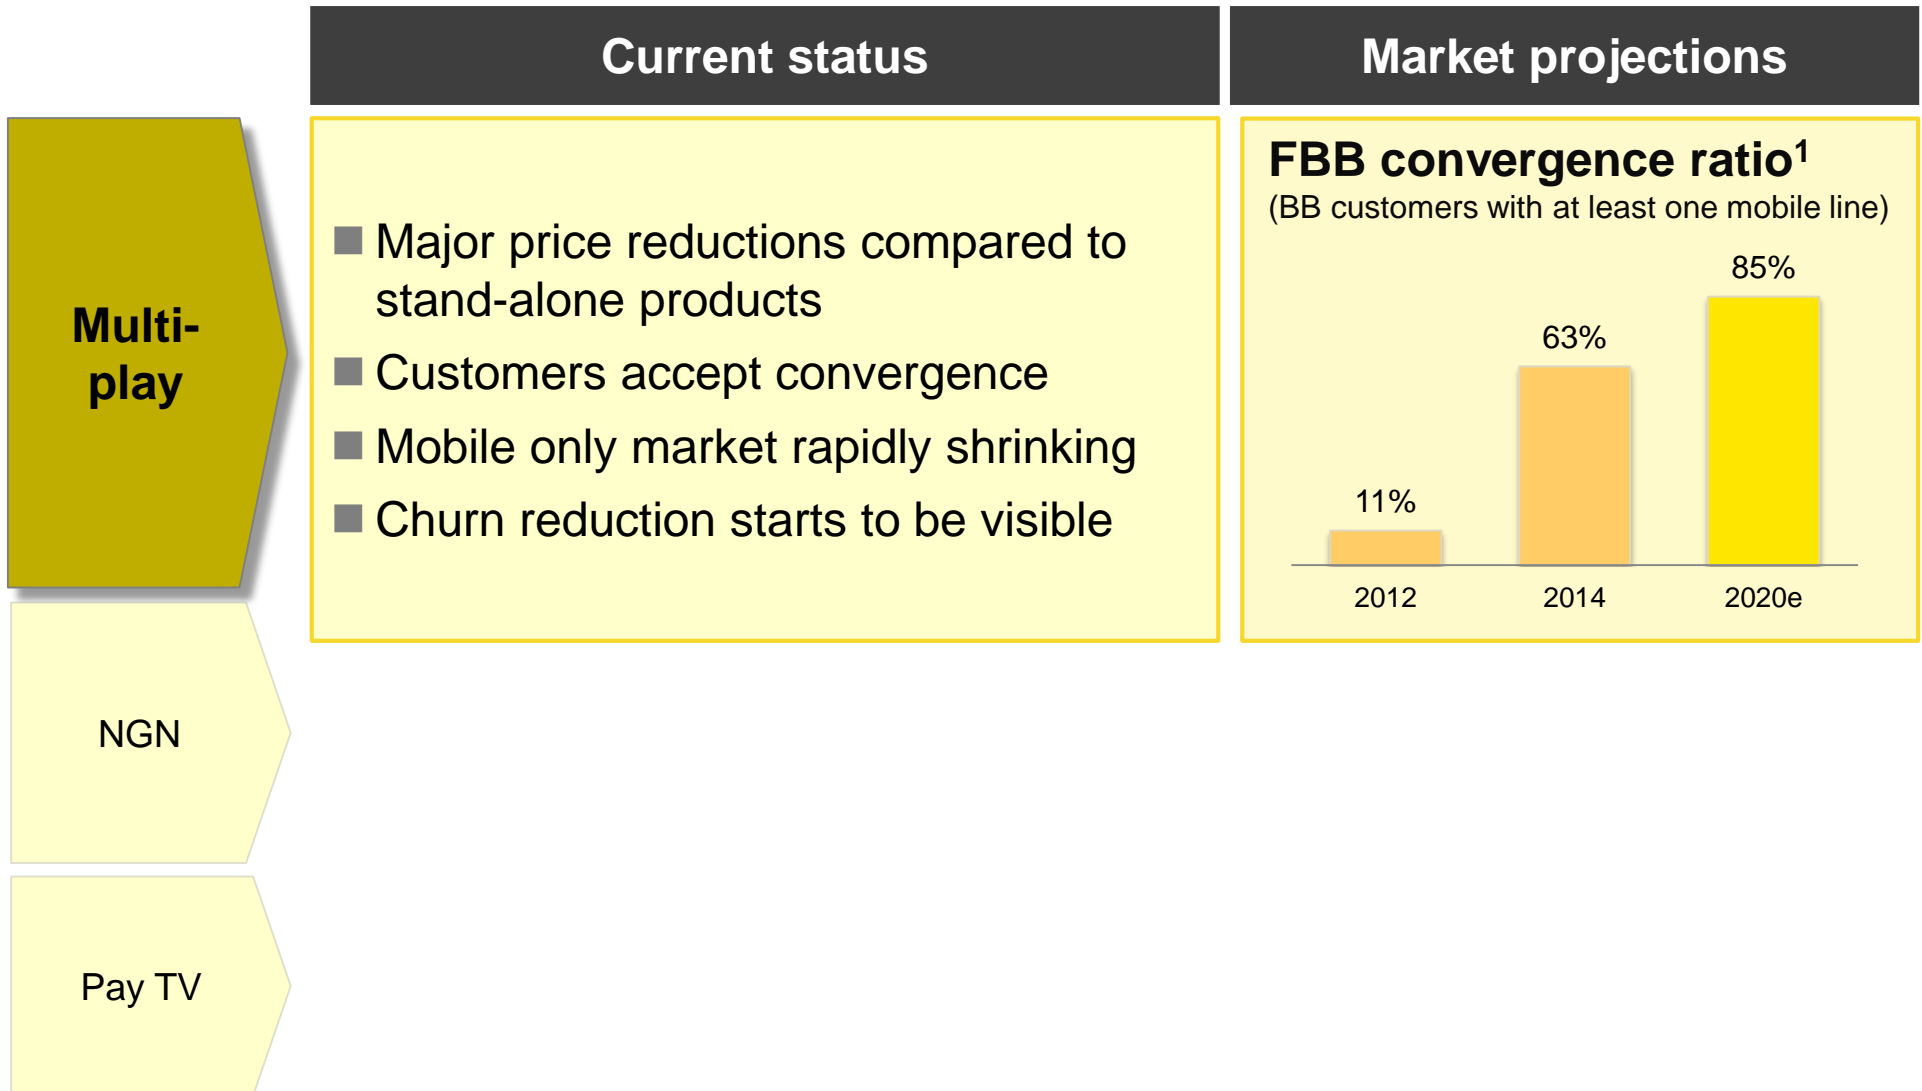 Current status
Market projections
Multi-
play
Major price reductions compared to
stand-alone products
Customers accept convergence
Mobile only market rapidly shrinking
Churn reduction starts to be visible
FBB convergence ratio¹
(BB customers with at least one mobile line)
85%
63%
11%
2012
2014
2020e
NGN
Pay TV